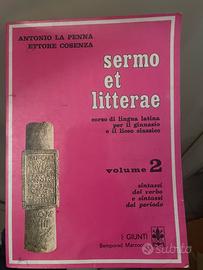 ANTONIO LA PENNA
ETTORE COSENZA
sermo
et
litterae
corso di lingua latina
per il ginnasio
e il liceo classico
volume 2
sintassi
del verbo
e sintassi
del periodo
GIUNTI
Bemporad Marzocco
subito